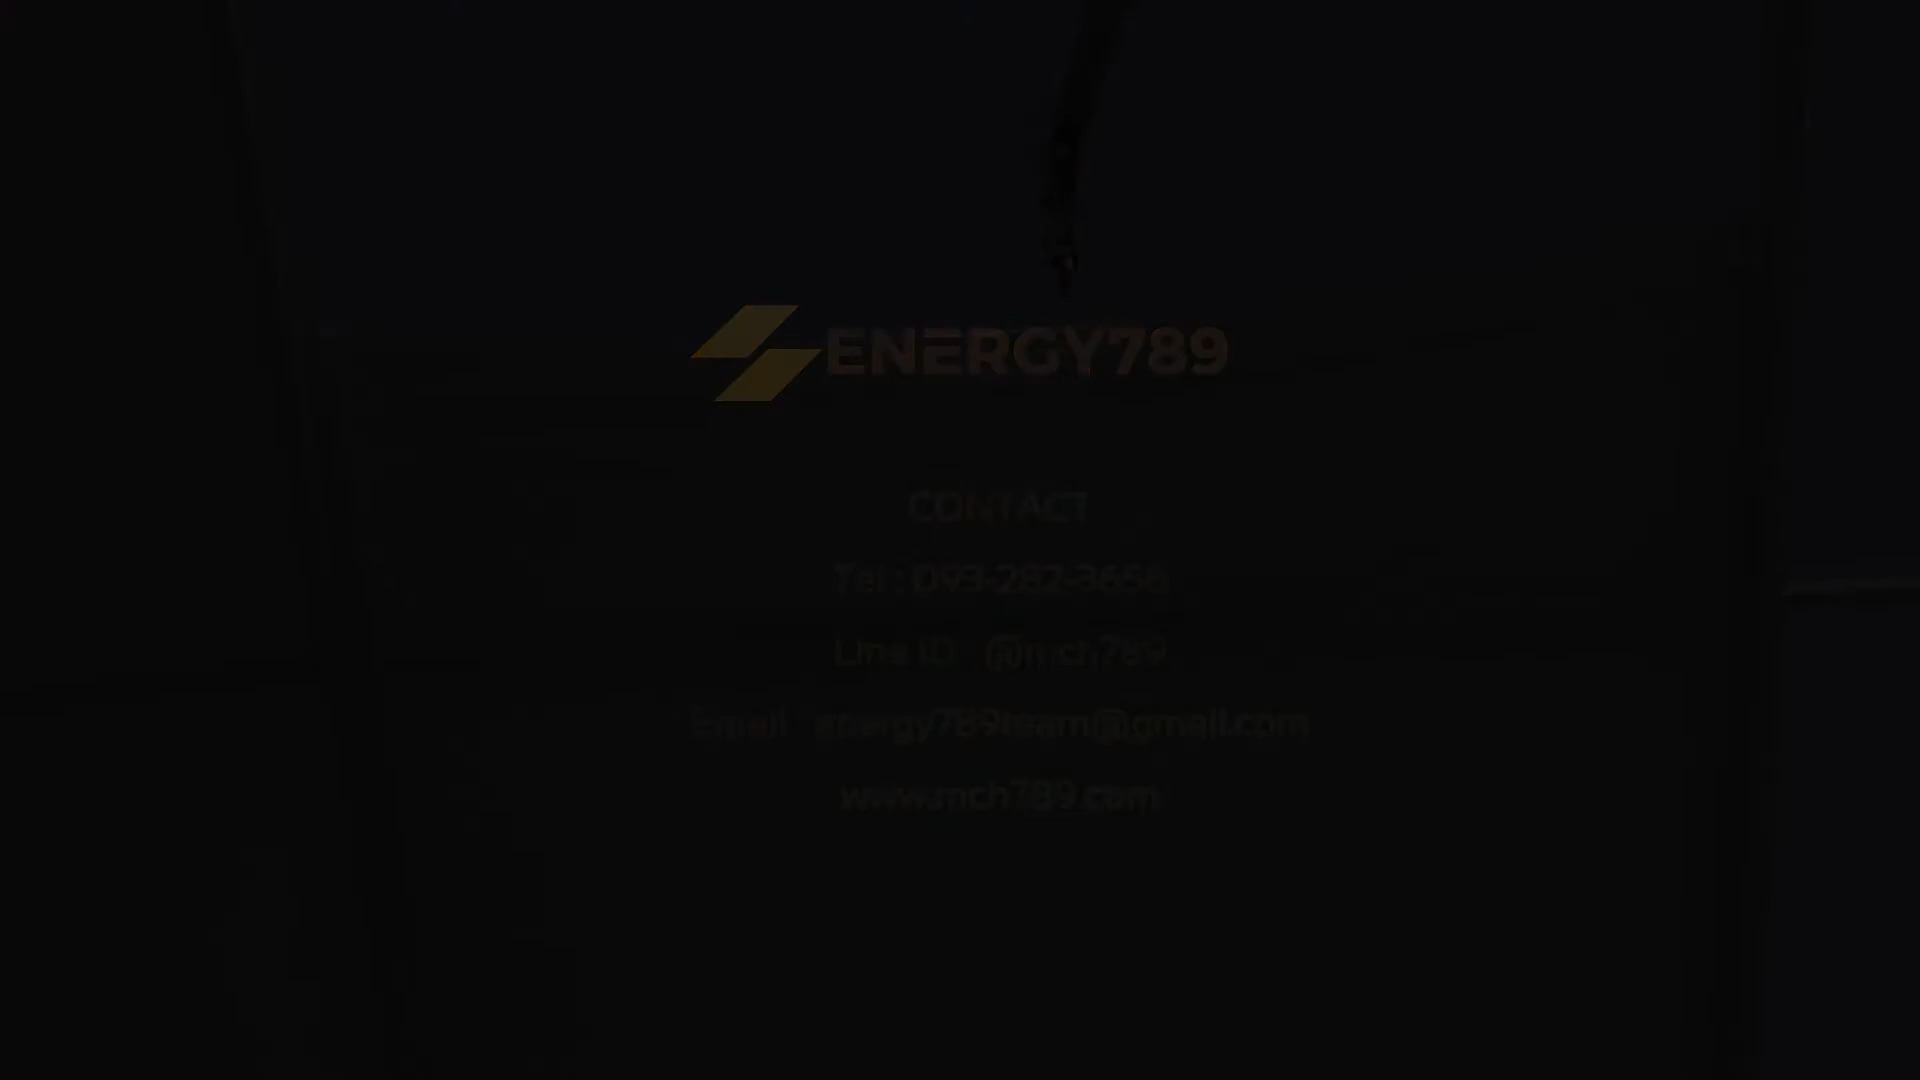 ENERGY789
CONTACT
Tel : 093-282-3656
Line ID : @mch789
Email : energy789team@gmail.com
www.mch789.com